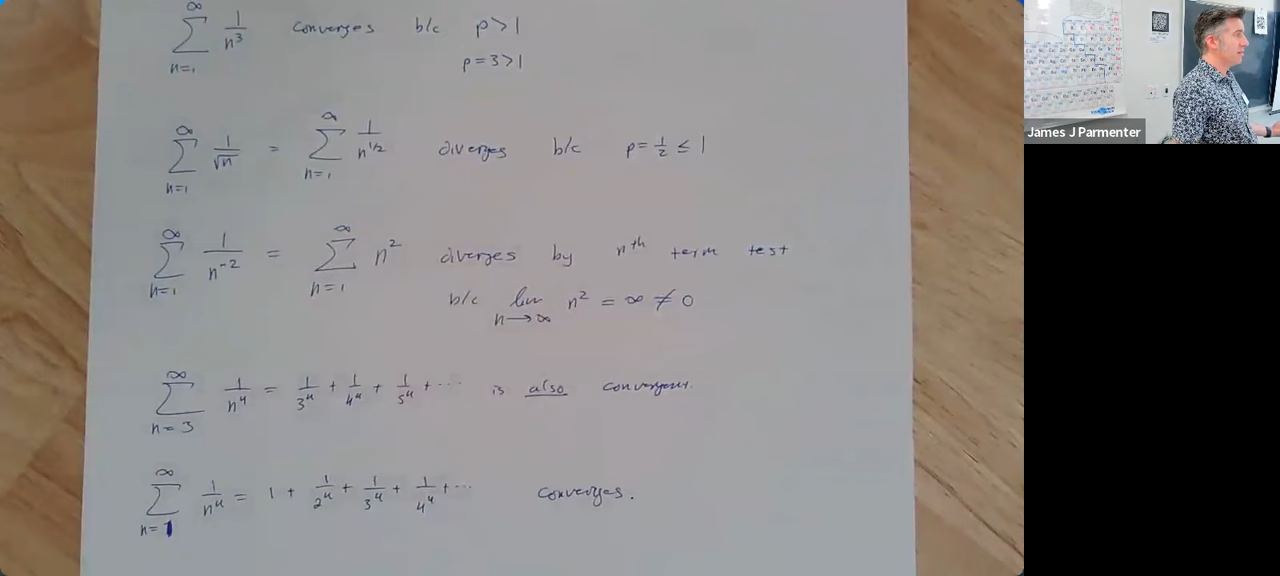 ∞
∑ 1/n³ converges b/c p > 1
n=1
p = 3 > 1
∞ ∞
∑ 1/√n = ∑ 1/n^(1/2) diverges b/c p = 1/2 ≤ 1
n=1 n=1
∞ ∞
∑ 1/n⁻² = ∑ n² diverges by nth term test
n=1 n=1
b/c lim n² = ∞ ≠ 0
n→∞
∞
∑ 1/n⁴ = 1/3⁴ + 1/4⁴ + 1/5⁴ + ··· is also convergent.
n=3
∞
∑ 1/n⁴ = 1 + 1/2⁴ + 1/3⁴ + 1/4⁴ + ··· converges.
n=1
James J Parmenter